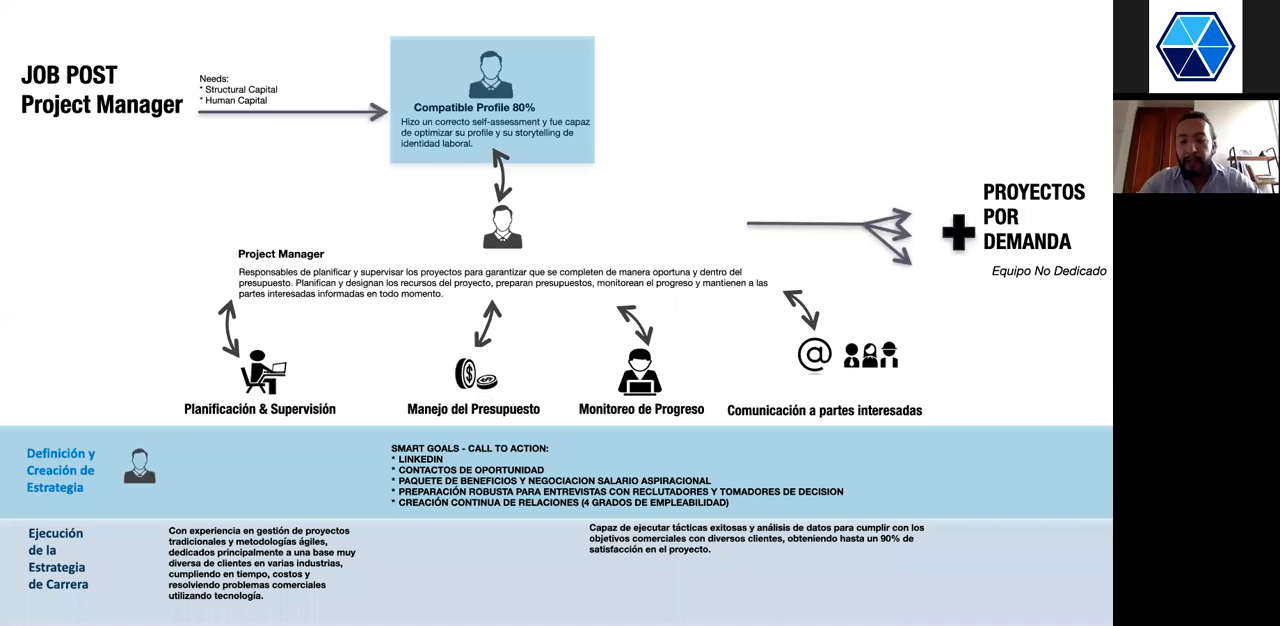 JOB POST
Project Manager
Needs:
* Structural Capital
* Human Capital
Compatible Profile 80%
Hizo un correcto self-assessment y fue capaz
de optimizar su profile y su storytelling de
identidad laboral.
PROYECTOS
POR
DEMANDA
Equipo No Dedicado
Project Manager
Responsables de planificar y supervisar los proyectos para garantizar que se completen de manera oportuna y dentro del
presupuesto. Planifican y designan los recursos del proyecto, preparan presupuestos, monitorean el progreso y mantienen a las
partes interesadas informadas en todo momento.
Planificación & Supervisión
Manejo del Presupuesto
Monitoreo de Progreso
Comunicación a partes interesadas
Definición y
Creación de
Estrategia
SMART GOALS - CALL TO ACTION:
* LINKEDIN
* CONTACTOS DE OPORTUNIDAD
* PAQUETE DE BENEFICIOS Y NEGOCIACION SALARIO ASPIRACIONAL
* PREPARACIÓN ROBUSTA PARA ENTREVISTAS CON RECLUTADORES Y TOMADORES DE DECISION
* CREACIÓN CONTINUA DE RELACIONES (4 GRADOS DE EMPLEABILIDAD)
Ejecución
de la
Estrategia
de Carrera
Con experiencia en gestión de proyectos
tradicionales y metodologías ágiles,
dedicados principalmente a una base muy
diversa de clientes en varias industrias,
cumpliendo en tiempo, costos y
resolviendo problemas comerciales
utilizando tecnología.
Capaz de ejecutar tácticas exitosas y análisis de datos para cumplir con los
objetivos comerciales con diversos clientes, obteniendo hasta un 90% de
satisfacción en el proyecto.